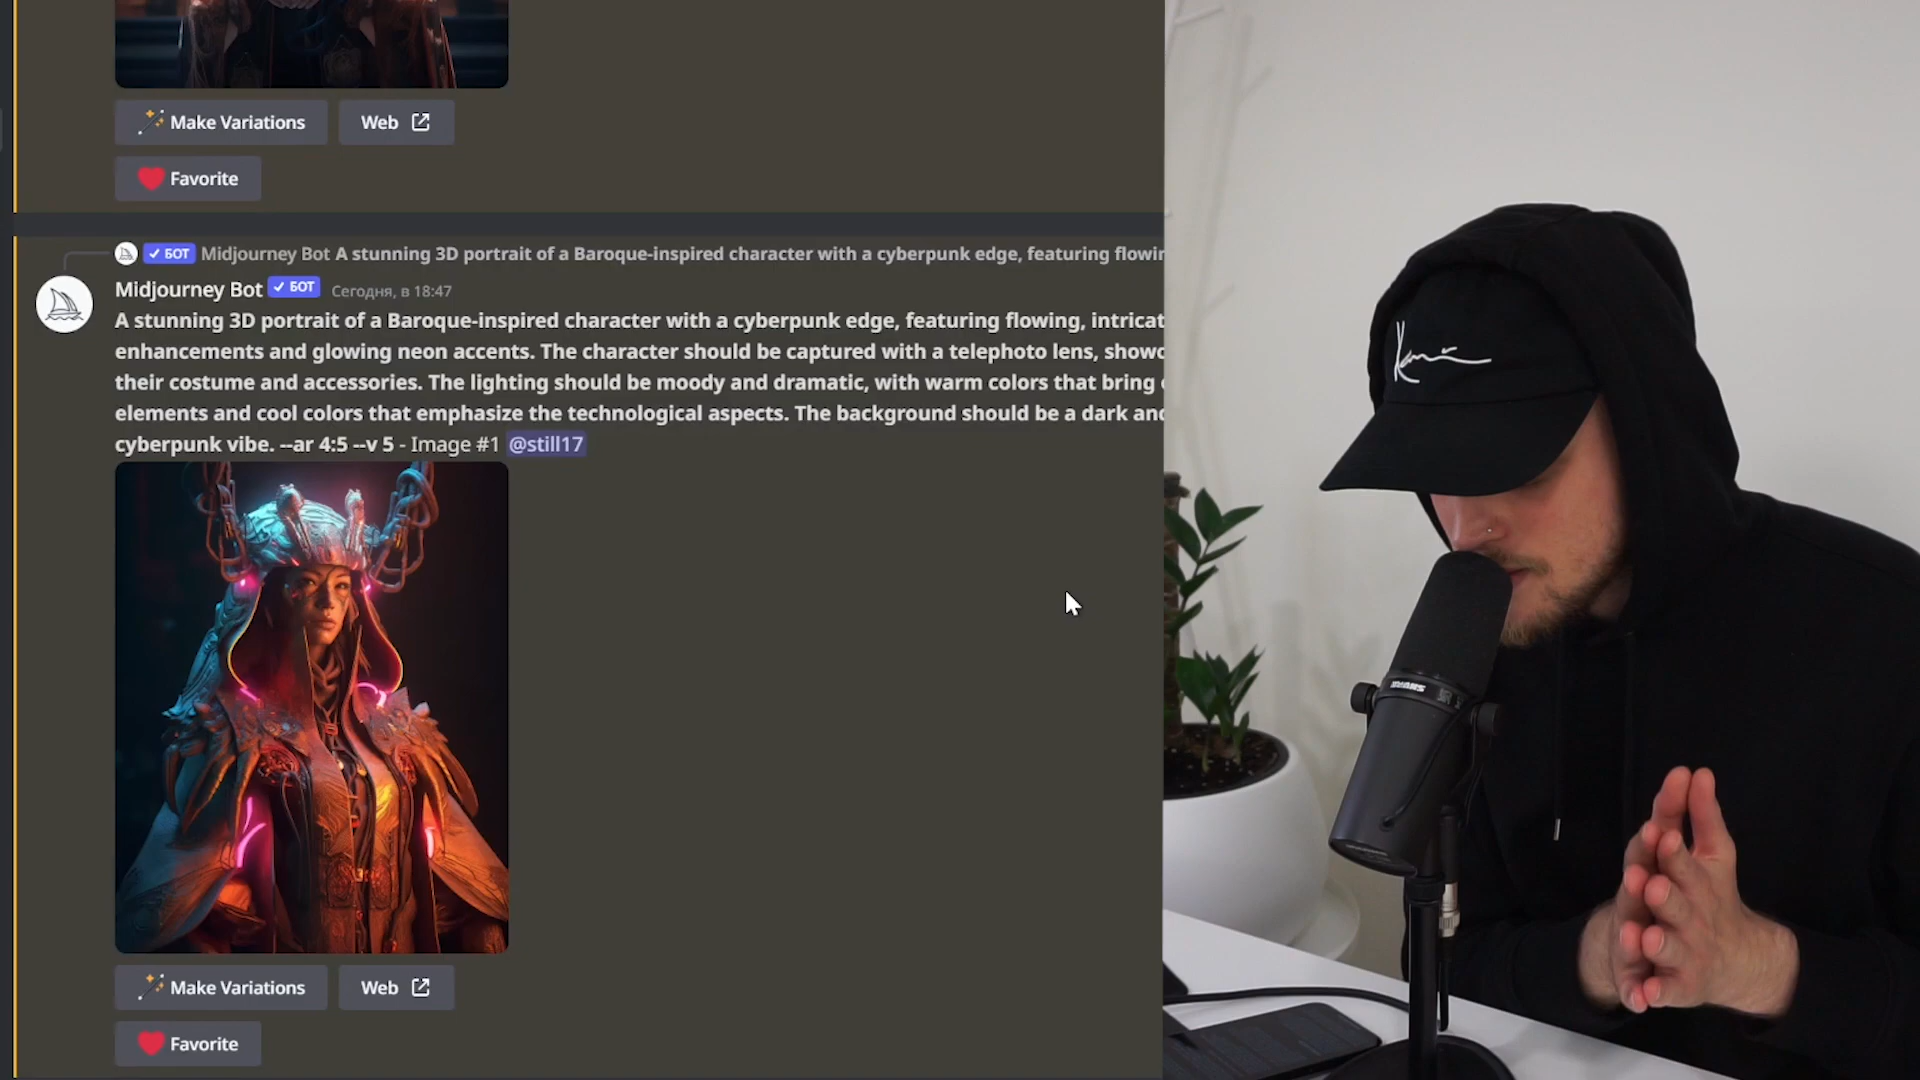 Make Variations
Web
Favorite
БОТ Midjourney Bot A stunning 3D portrait of a Baroque-inspired character with a cyberpunk edge, featuring flowin
Midjourney Bot БОТ Сегодня, в 18:47
A stunning 3D portrait of a Baroque-inspired character with a cyberpunk edge, featuring flowing, intricat
enhancements and glowing neon accents. The character should be captured with a telephoto lens, showc
their costume and accessories. The lighting should be moody and dramatic, with warm colors that bring
elements and cool colors that emphasize the technological aspects. The background should be a dark and
cyberpunk vibe. --ar 4:5 --v 5 - Image #1 @still17
Make Variations
Web
Favorite